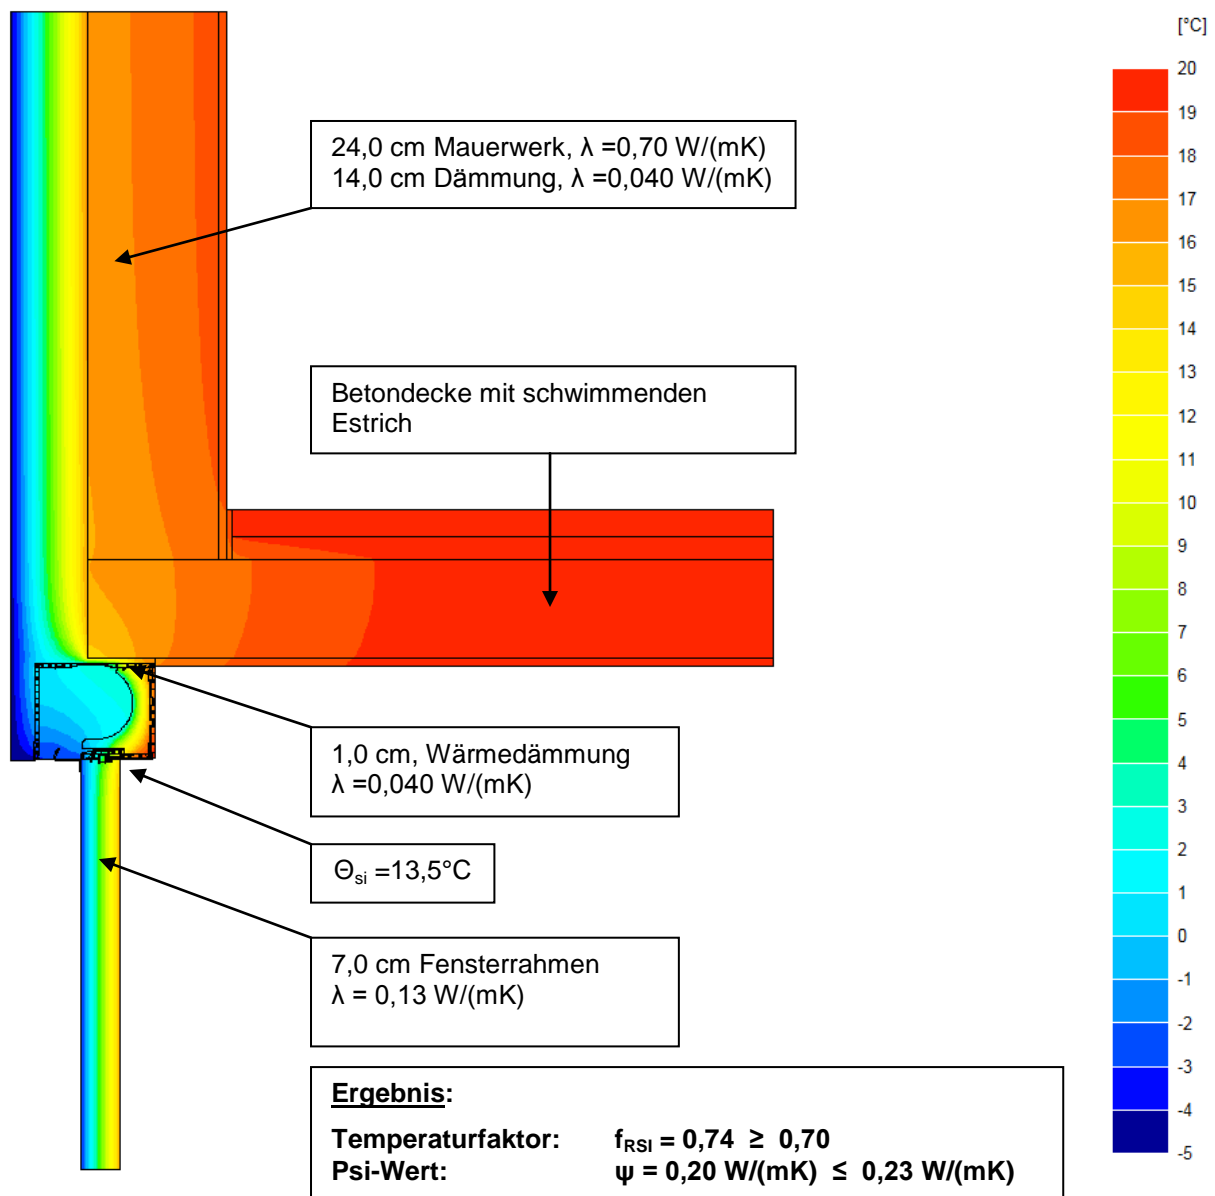 [°C]
20
19
18
17
16
15
14
13
12
11
10
9
8
7
6
5
4
3
2
1
0
-1
-2
-3
-4
-5
24,0 cm Mauerwerk, λ =0,70 W/(mK)
14,0 cm Dämmung, λ =0,040 W/(mK)
Betondecke mit schwimmenden
Estrich
1,0 cm, Wärmedämmung
λ =0,040 W/(mK)
Θsi =13,5°C
7,0 cm Fensterrahmen
λ = 0,13 W/(mK)
Ergebnis:
Temperaturfaktor: fRSI = 0,74 ≥ 0,70
Psi-Wert: ψ = 0,20 W/(mK) ≤ 0,23 W/(mK)